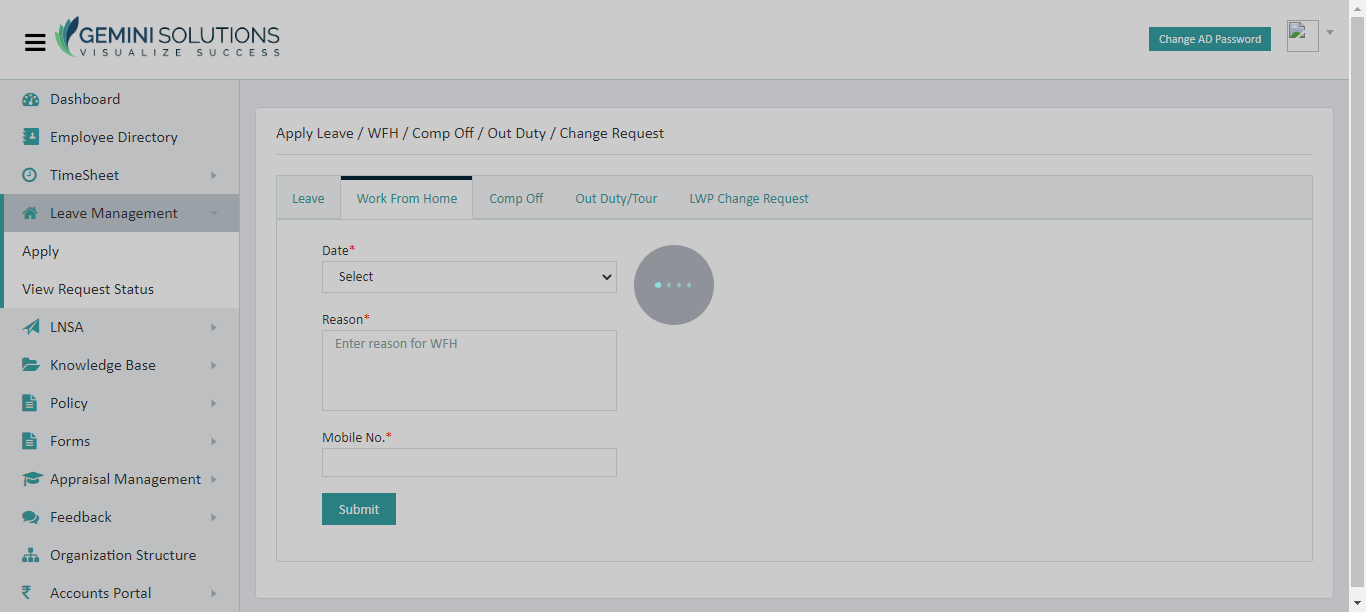 GEMINI SOLUTIONS
VISUALIZE SUCCESS
Change AD Password
Dashboard
Employee Directory
TimeSheet
Leave Management
Apply
View Request Status
LNSA
Knowledge Base
Policy
Forms
Appraisal Management
Feedback
Organization Structure
Accounts Portal
Apply Leave / WFH / Comp Off / Out Duty / Change Request
Leave Work From Home Comp Off Out Duty/Tour LWP Change Request
Date*
Select
Reason*
Enter reason for WFH
Mobile No.*
Submit